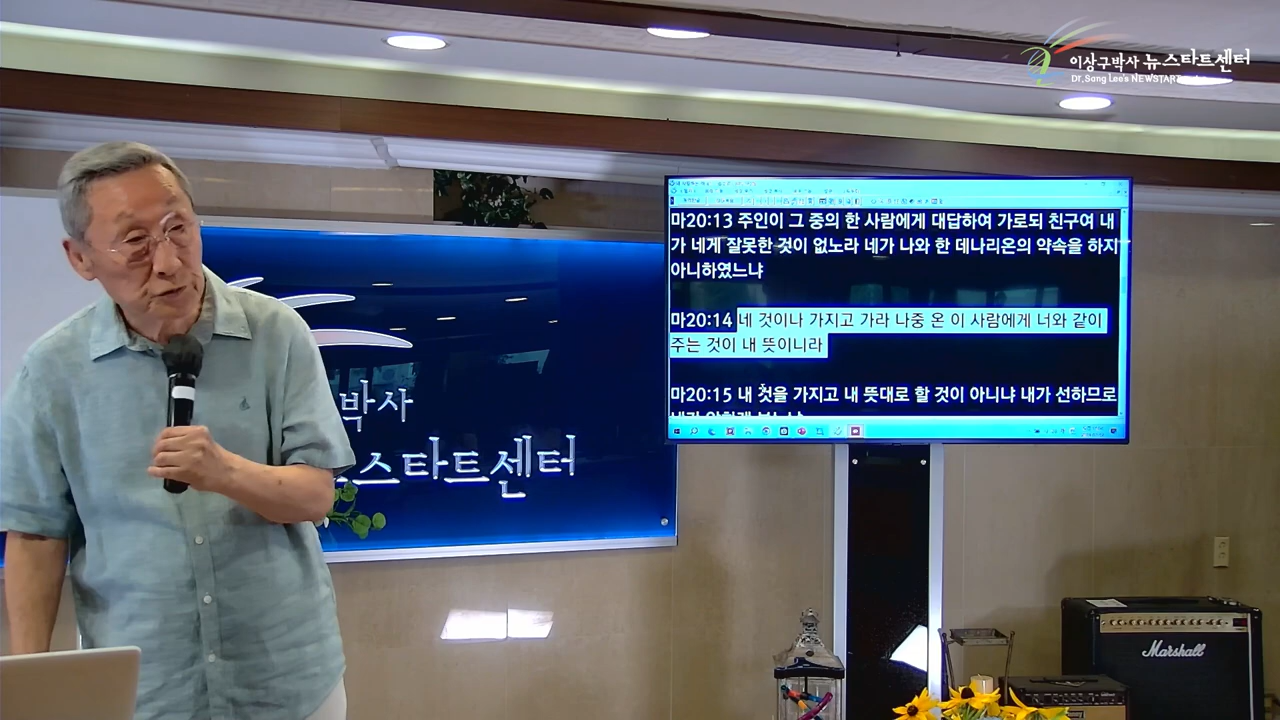 이상구박사 뉴스타트센터
Dr.Sang Lee's NEWSTART
마20:13 주인이 그 중의 한 사람에게 대답하여 가로되 친구여 내
가 네게 잘못한 것이 없노라 네가 나와 한 데나리온의 약속을 하지
아니하였느냐
마20:14 네 것이나 가지고 가라 나중 온 이 사람에게 너와 같이
주는 것이 내 뜻이니라
마20:15 내 것을 가지고 내 뜻대로 할 것이 아니냐 내가 선하므로
박사
스타트센터
Marshall